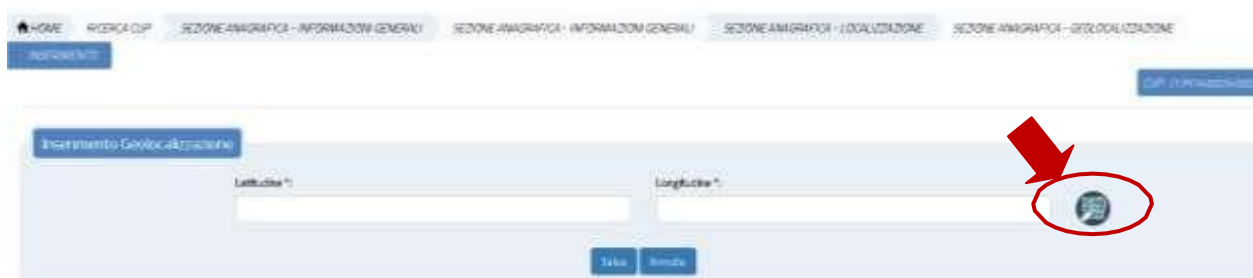 HOME RICERCA CUP SEZIONE ANAGRAFICA - INFORMAZIONI GENERALI SEZIONE ANAGRAFICA - INFORMAZIONI GENERALI SEZIONE ANAGRAFICA - LOCALIZZAZIONE SEZIONE ANAGRAFICA - GEOLOCALIZZAZIONE
INSERIMENTO
CUP
Inserimento Geolocalizzazione
Latitudine *: Longitudine *:
Salva